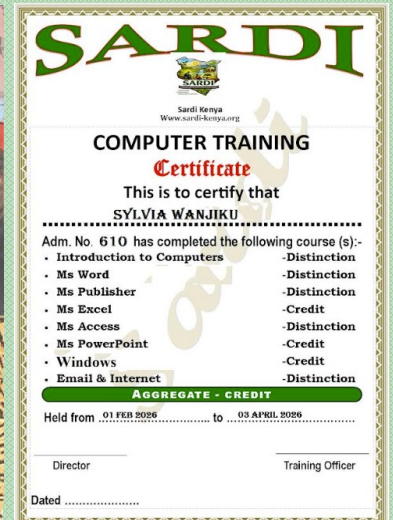 SARDI
SARDI
Sardi Kenya
Www.sardi-kenya.org
COMPUTER TRAINING
Certificate
This is to certify that
SYLVIA WANJIKU
Adm. No. 610 has completed the following course (s):-
• Introduction to Computers -Distinction
• Ms Word -Distinction
• Ms Publisher -Distinction
• Ms Excel -Credit
• Ms Access -Distinction
• Ms PowerPoint -Credit
• Windows -Credit
• Email & Internet -Distinction
AGGREGATE - CREDIT
Held from 01 FEB 2026 to 03 APRIL 2026
Director Training Officer
Dated .....................
Sardi